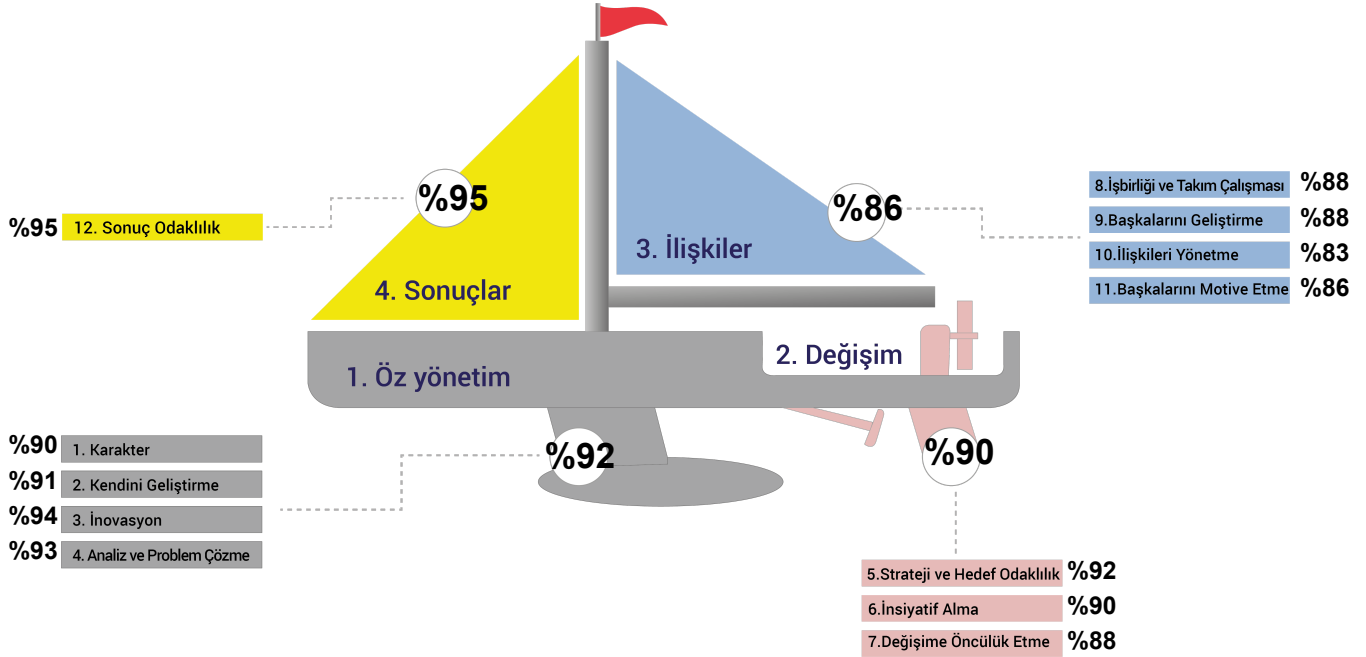 %95
4. Sonuçlar
%86
3. İlişkiler
%95 12. Sonuç Odaklılık
8.İşbirliği ve Takım Çalışması %88
9.Başkalarını Geliştirme %88
10.İlişkileri Yönetme %83
11.Başkalarını Motive Etme %86
1. Öz yönetim
2. Değişim
%92
%90
%90 1. Karakter
%91 2. Kendini Geliştirme
%94 3. İnovasyon
%93 4. Analiz ve Problem Çözme
5.Strateji ve Hedef Odaklılık %92
6.İnsiyatif Alma %90
7.Değişime Öncülük Etme %88